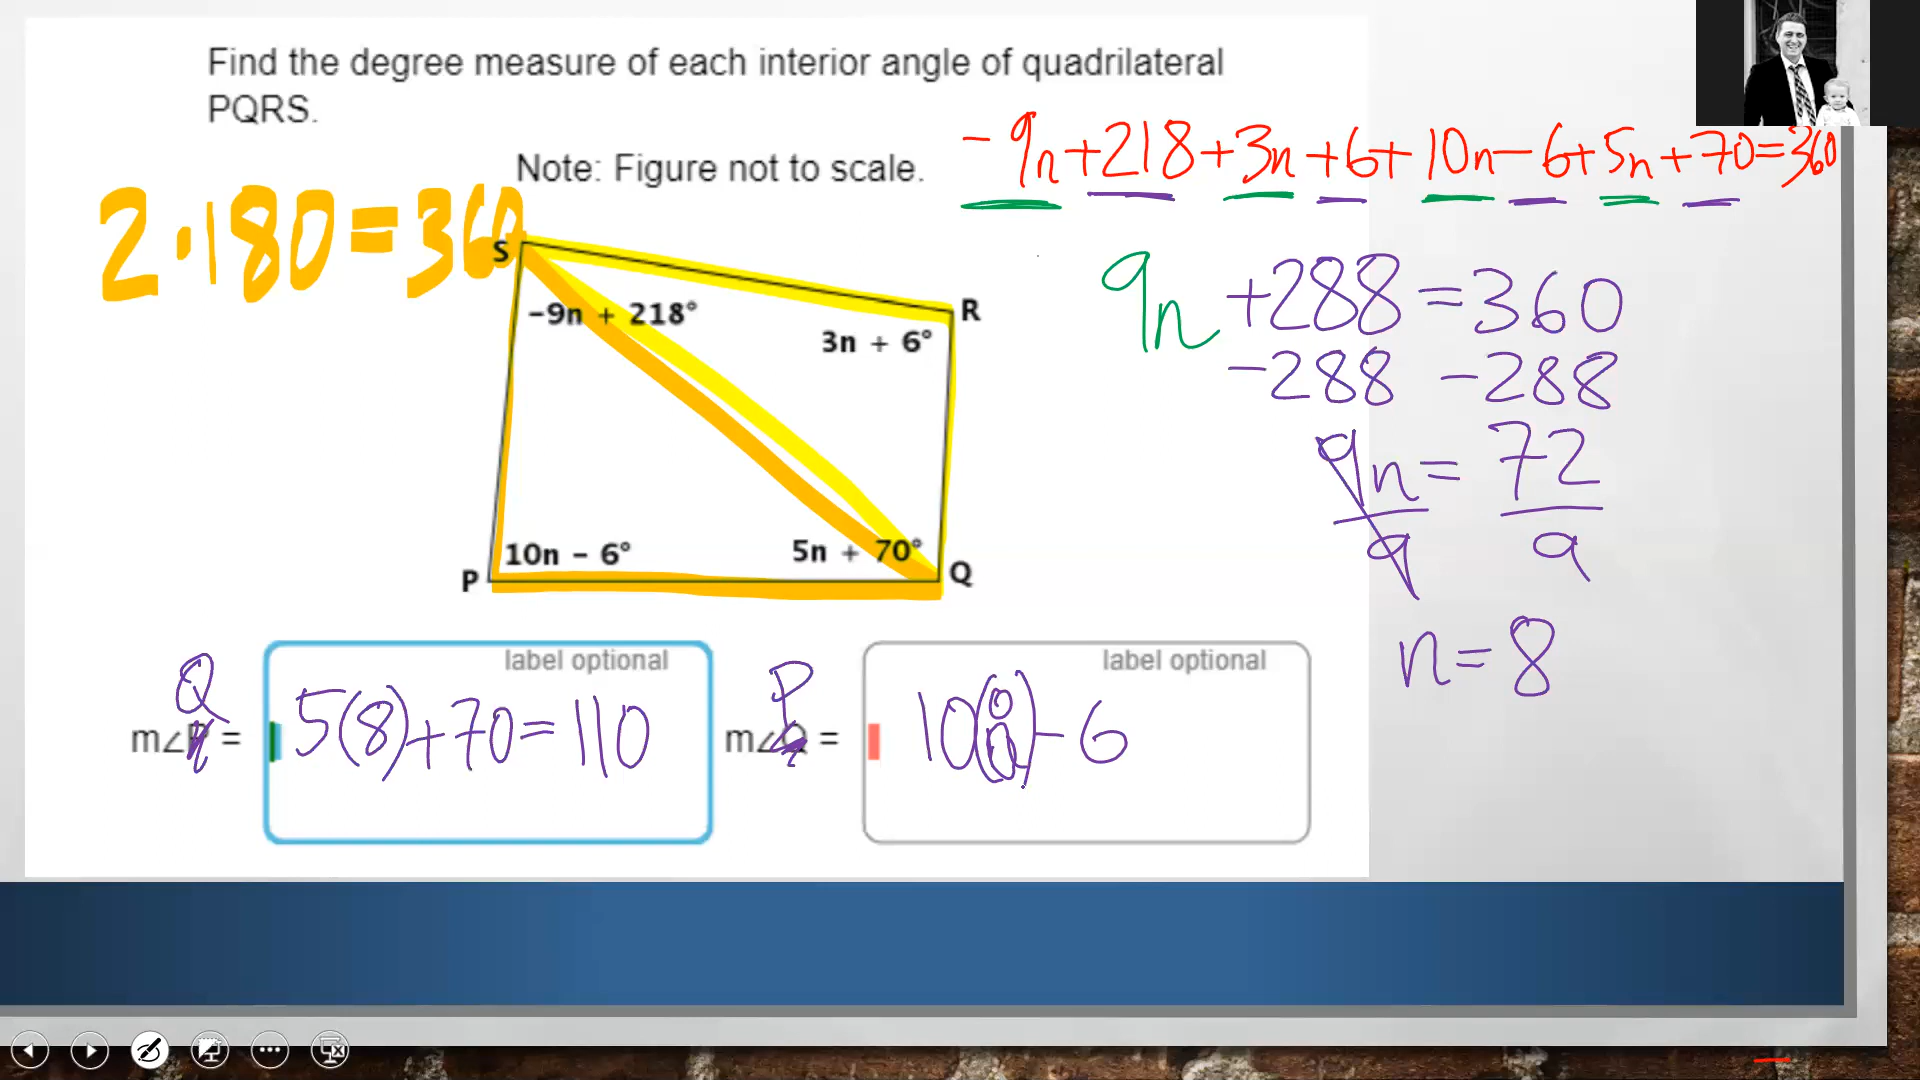 Find the degree measure of each interior angle of quadrilateral
PQRS.
Note: Figure not to scale.
-9n+218+3n+6+10n-6+5n+70=360
2·180=360
S
R
-9n + 218°
3n + 6°
9n+288=360
-288 -288
9n=72
9 9
n=8
10n - 6°
5n + 70°
P
Q
label optional
label optional
Q
m∠ = 5(8)+70=110
P
m∠Q = 10(8)-6